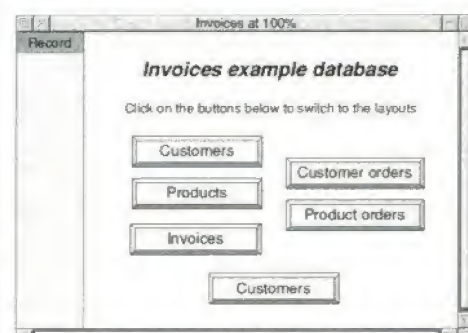 Invoices at 100%
Record
Invoices example database
Click on the buttons below to switch to the layouts
Customers
Products
Invoices
Customer orders
Product orders
Customers